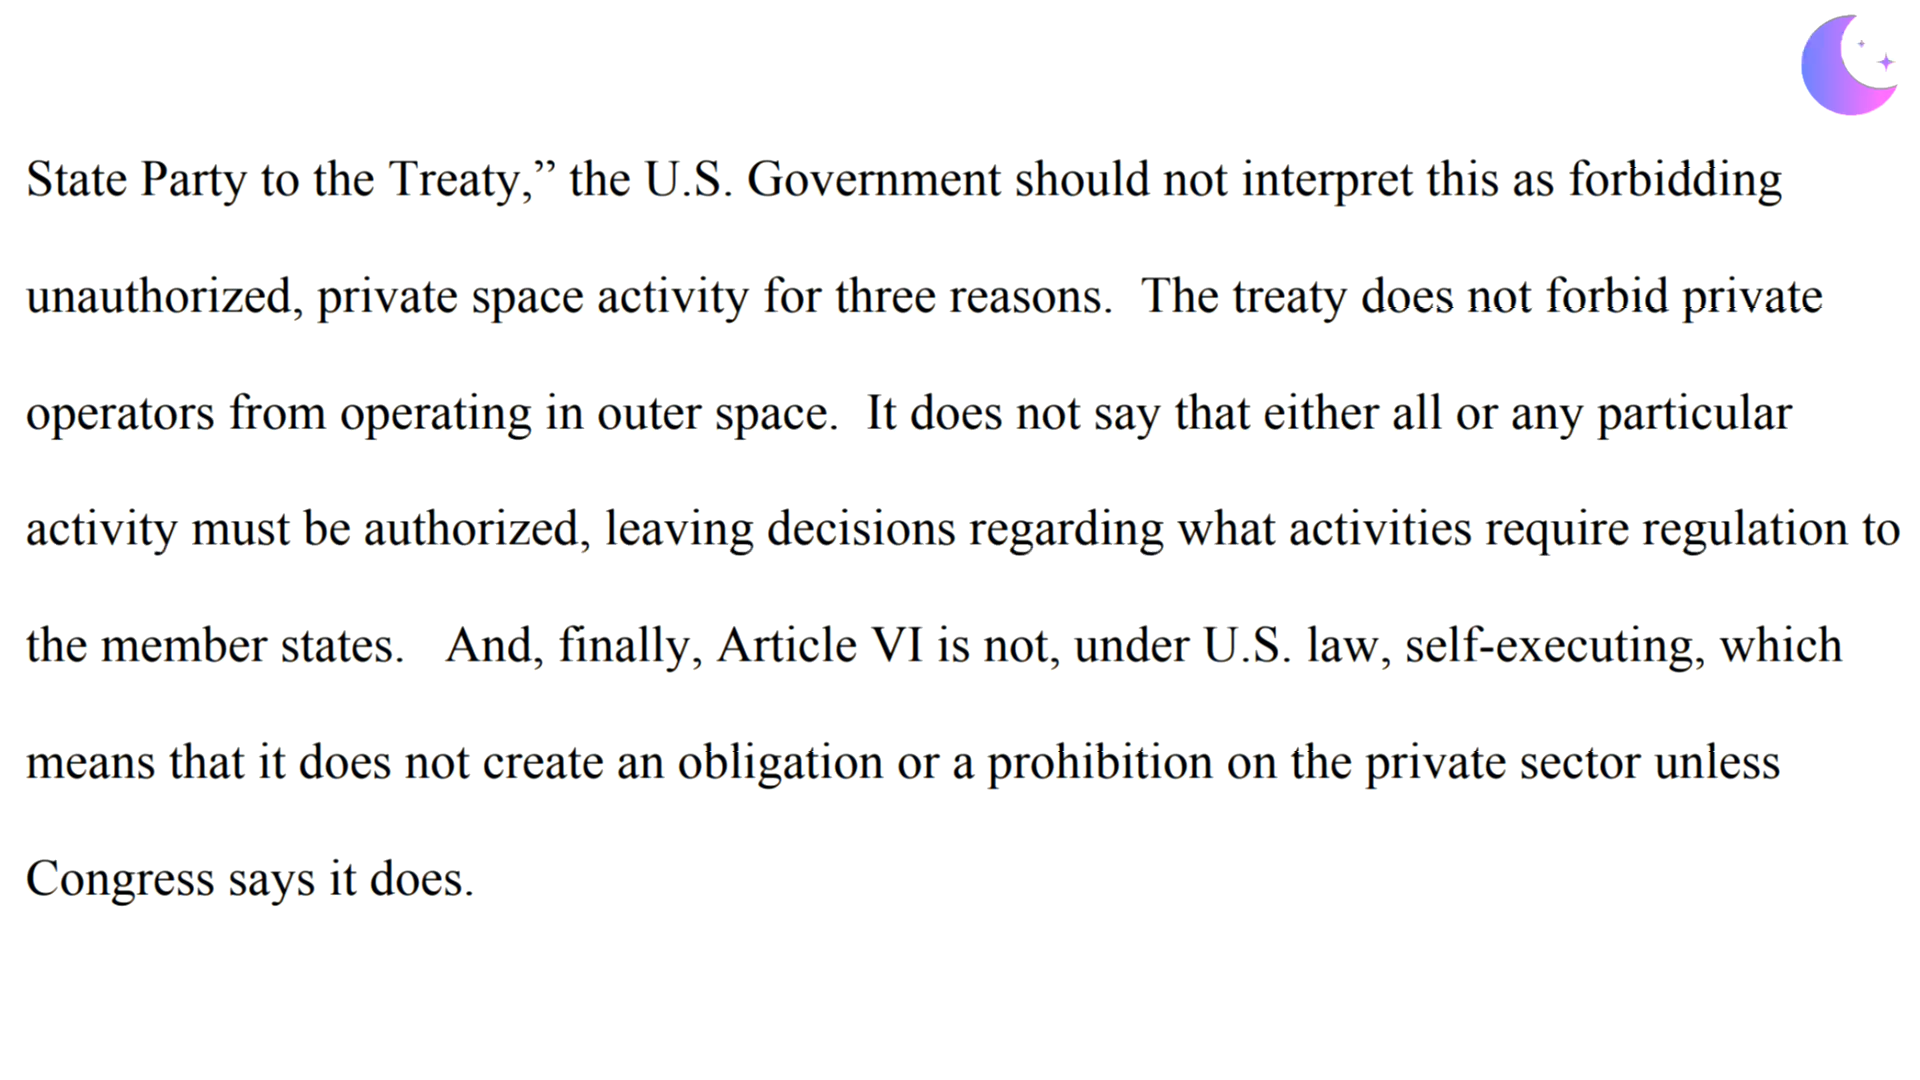 State Party to the Treaty,” the U.S. Government should not interpret this as forbidding
unauthorized, private space activity for three reasons.  The treaty does not forbid private
operators from operating in outer space.  It does not say that either all or any particular
activity must be authorized, leaving decisions regarding what activities require regulation to
the member states.   And, finally, Article VI is not, under U.S. law, self-executing, which
means that it does not create an obligation or a prohibition on the private sector unless
Congress says it does.